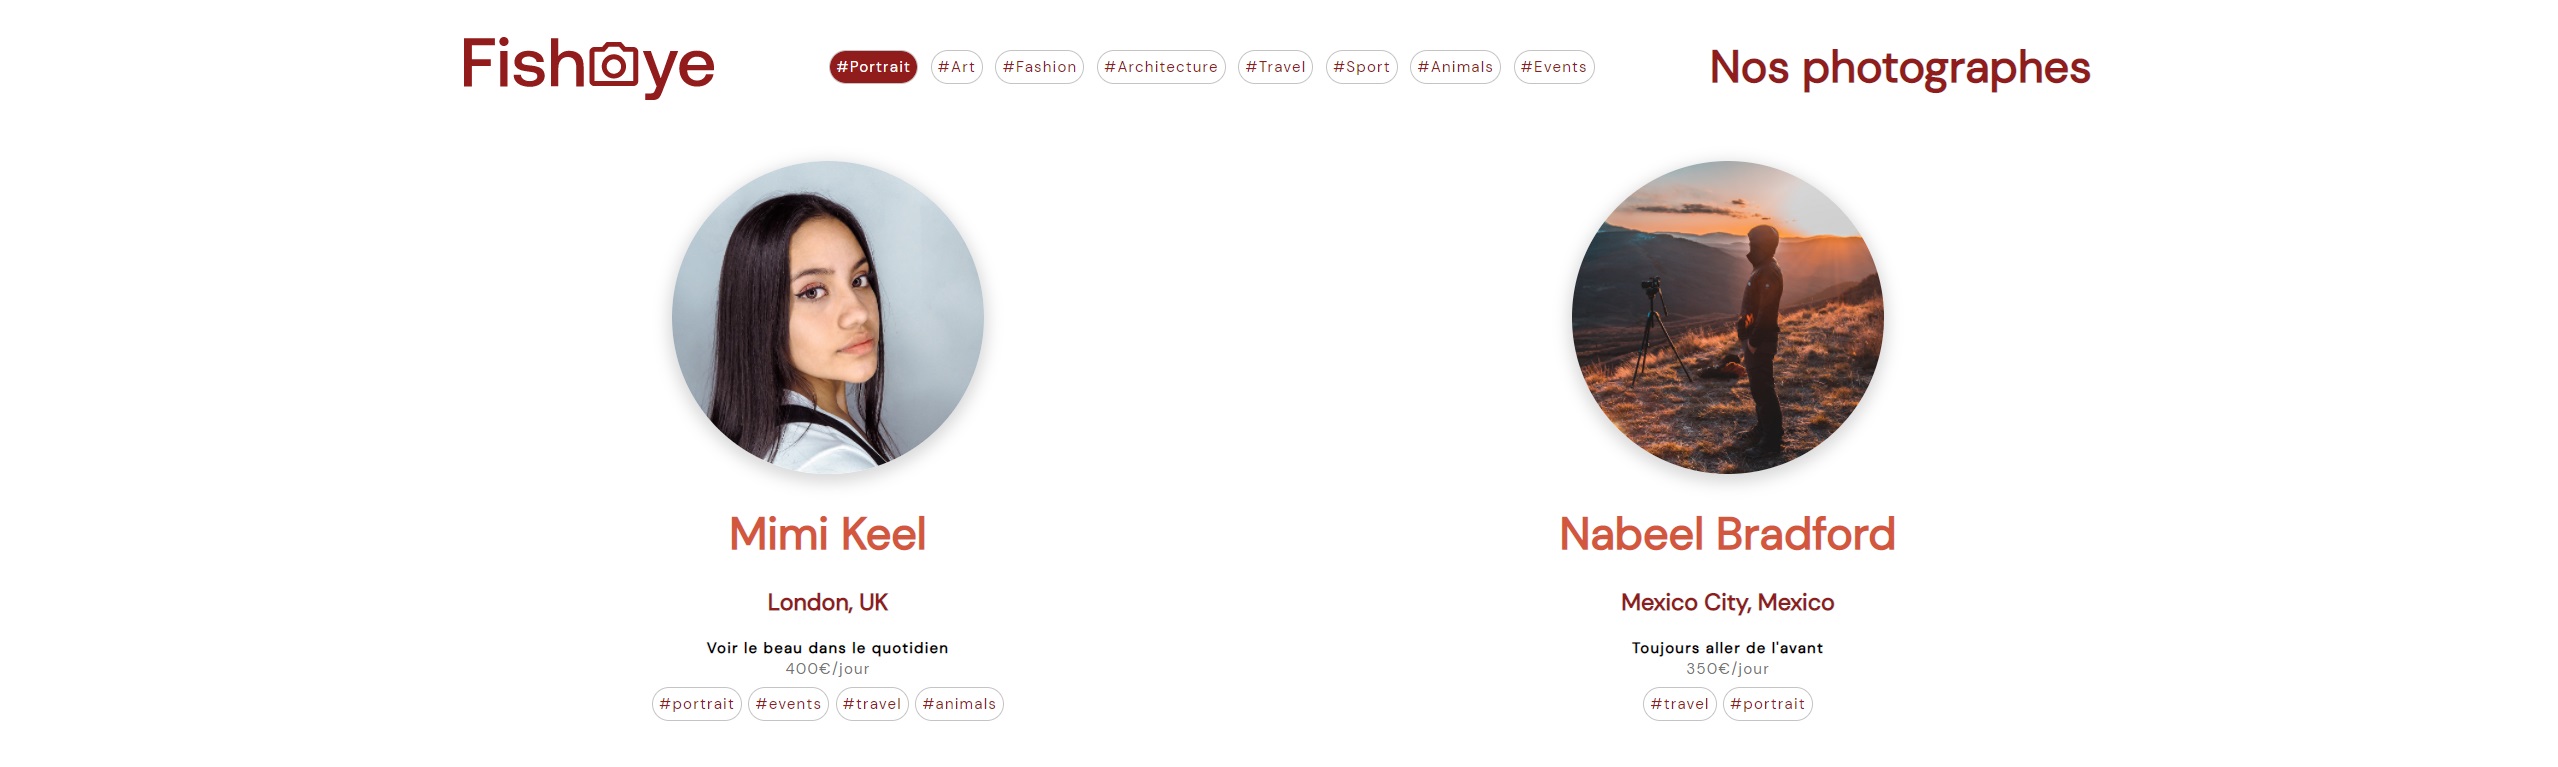 Fisheye
#Portrait #Art #Fashion #Architecture #Travel #Sport #Animals #Events
Nos photographes
Mimi Keel
London, UK
Voir le beau dans le quotidien
400€/jour
#portrait #events #travel #animals
Nabeel Bradford
Mexico City, Mexico
Toujours aller de l'avant
350€/jour
#travel #portrait